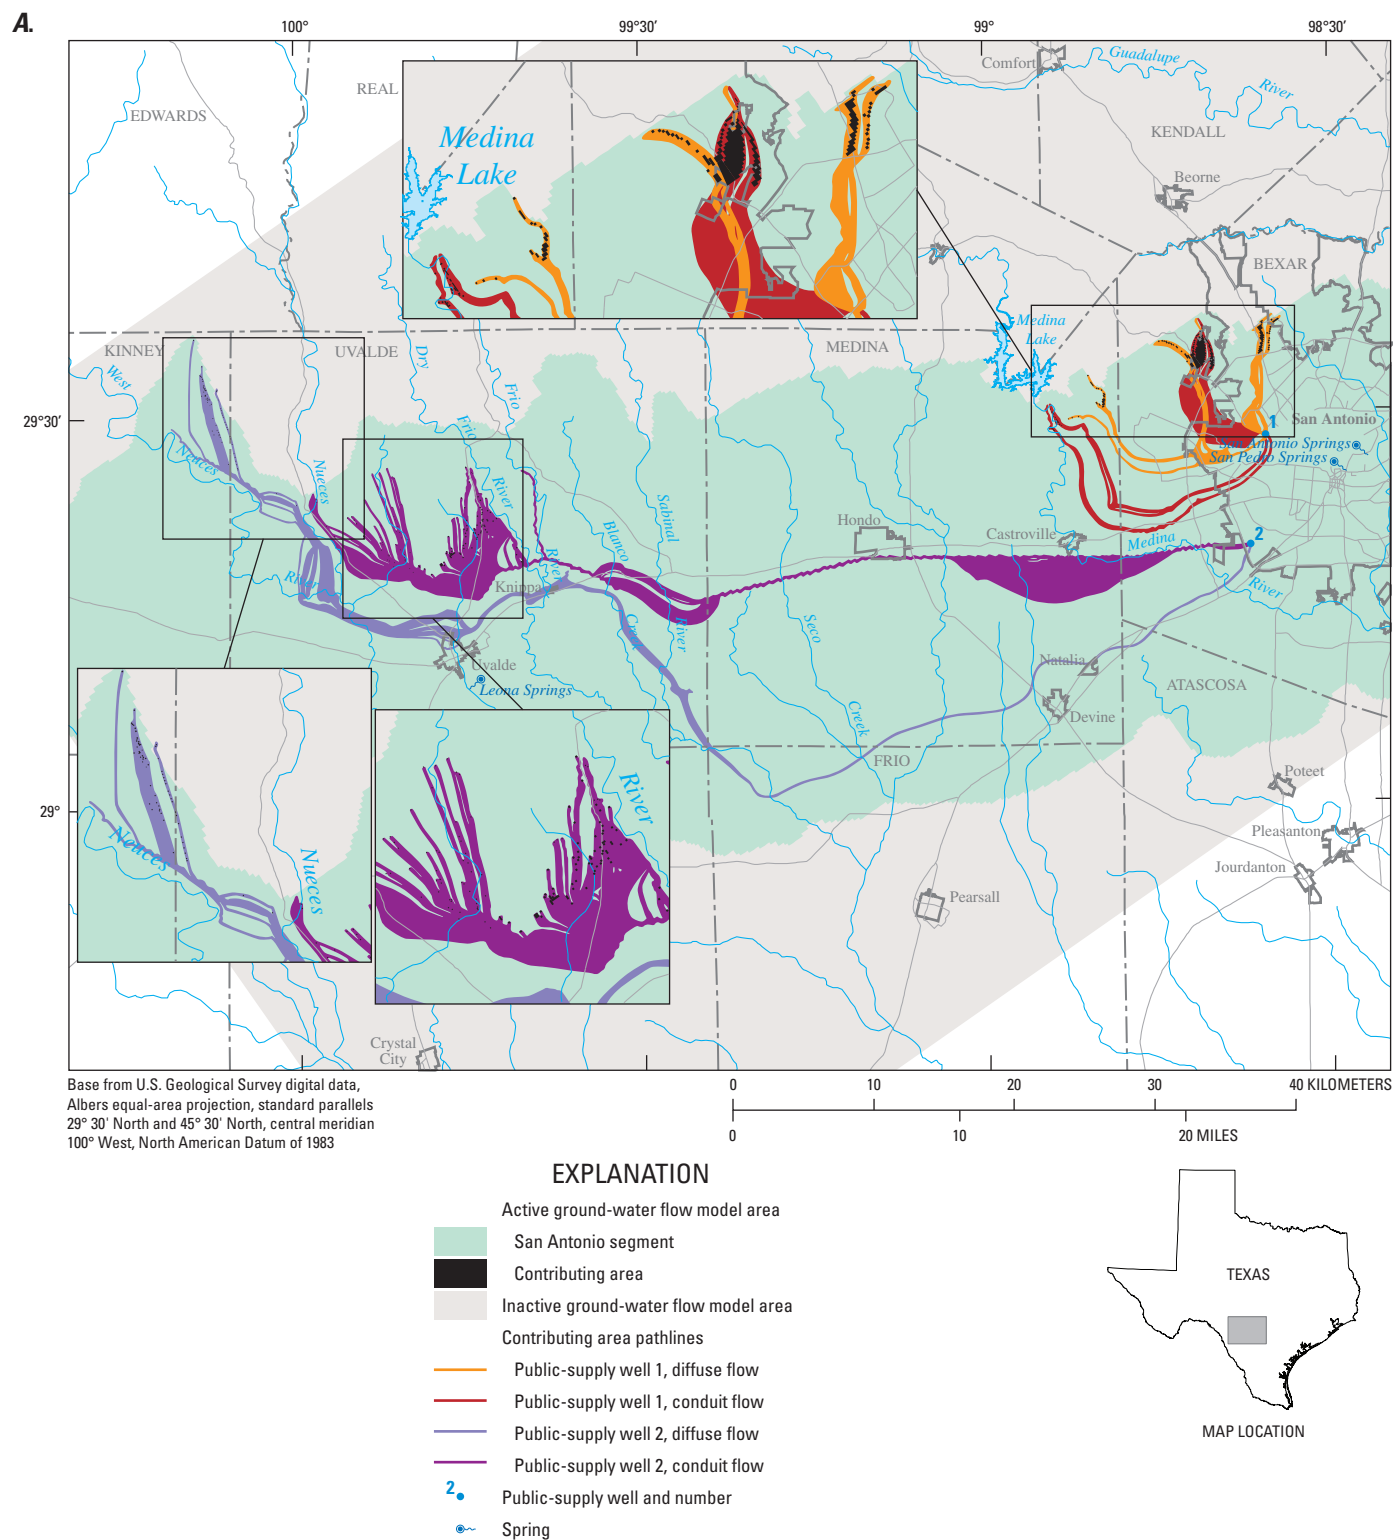 A.
100°
99°30'
99°
98°30'
EDWARDS
REAL
Comfort
Guadalupe
River
KENDALL
Beorne
BEXAR
Medina
Lake
KINNEY
UVALDE
MEDINA
Medina
Lake
West
Dry
Frio
Frio
River
29°30'
Nueces
Nueces
San Antonio
1
San Antonio Springs
San Pedro Springs
Sabinal
Blanco
Hondo
Castroville
Medina
2
River
River
River
Knippa
Creek
River
Seco
Uvalde
Leona Springs
Natalia
ATASCOSA
Devine
Creek
FRIO
River
Poteet
29°
Neuces
Nueces
Pleasanton
Jourdanton
Pearsall
Crystal
City
Base from U.S. Geological Survey digital data,
Albers equal-area projection, standard parallels
29° 30' North and 45° 30' North, central meridian
100° West, North American Datum of 1983
0 10 20 30 40 KILOMETERS
0 10 20 MILES
EXPLANATION
Active ground-water flow model area
San Antonio segment
Contributing area
Inactive ground-water flow model area
Contributing area pathlines
Public-supply well 1, diffuse flow
Public-supply well 1, conduit flow
Public-supply well 2, diffuse flow
Public-supply well 2, conduit flow
2 Public-supply well and number
Spring
TEXAS
MAP LOCATION